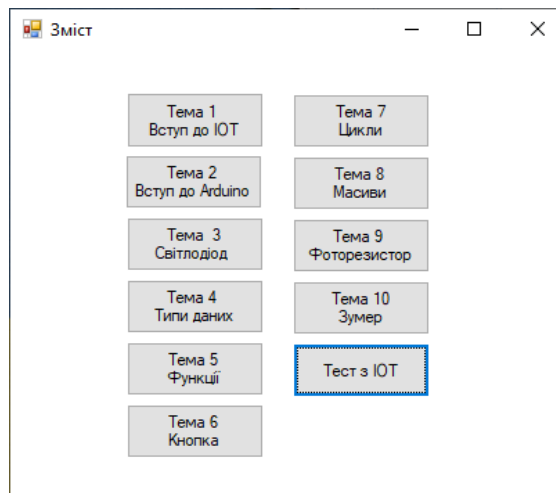 Зміст
Тема 1
Вступ до IOT
Тема 2
Вступ до Arduino
Тема  3
Світлодіод
Тема 4
Типи даних
Тема 5
Функції
Тема 6
Кнопка
Тема 7
Цикли
Тема 8
Масиви
Тема 9
Фоторезистор
Тема 10
Зумер
Тест з IOT